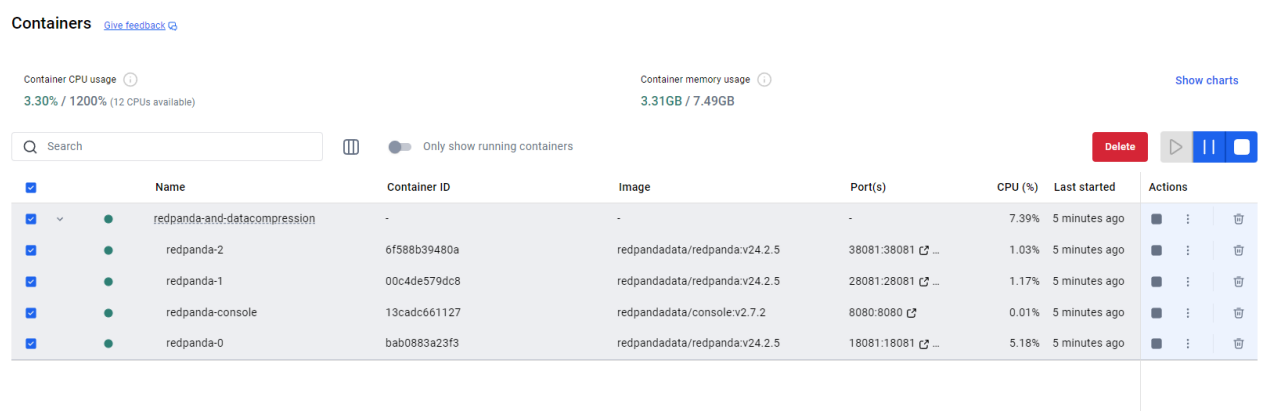 Containers Give feedback
Container CPU usage
3.30% / 1200% (12 CPUs available)
Container memory usage
3.31GB / 7.49GB
Show charts
Search
Only show running containers
Delete
Name Container ID Image Port(s) CPU (%) Last started Actions
redpanda-and-datacompression - - - 7.39% 5 minutes ago
redpanda-2 6f588b39480a redpandadata/redpanda:v24.2.5 38081:38081 ... 1.03% 5 minutes ago
redpanda-1 00c4de579dc8 redpandadata/redpanda:v24.2.5 28081:28081 ... 1.17% 5 minutes ago
redpanda-console 13cadc661127 redpandadata/console:v2.7.2 8080:8080 0.01% 5 minutes ago
redpanda-0 bab0883a23f3 redpandadata/redpanda:v24.2.5 18081:18081 ... 5.18% 5 minutes ago